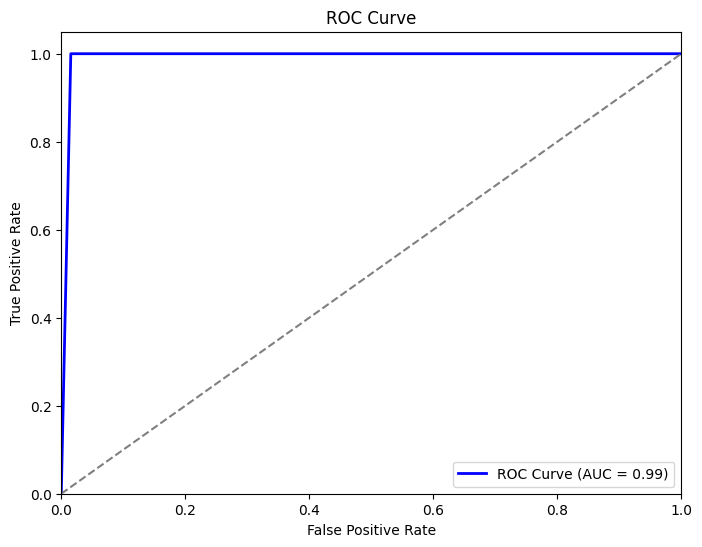 ROC Curve
True Positive Rate
1.0
0.8
0.6
0.4
0.2
0.0
0.0 0.2 0.4 0.6 0.8 1.0
False Positive Rate
ROC Curve (AUC = 0.99)